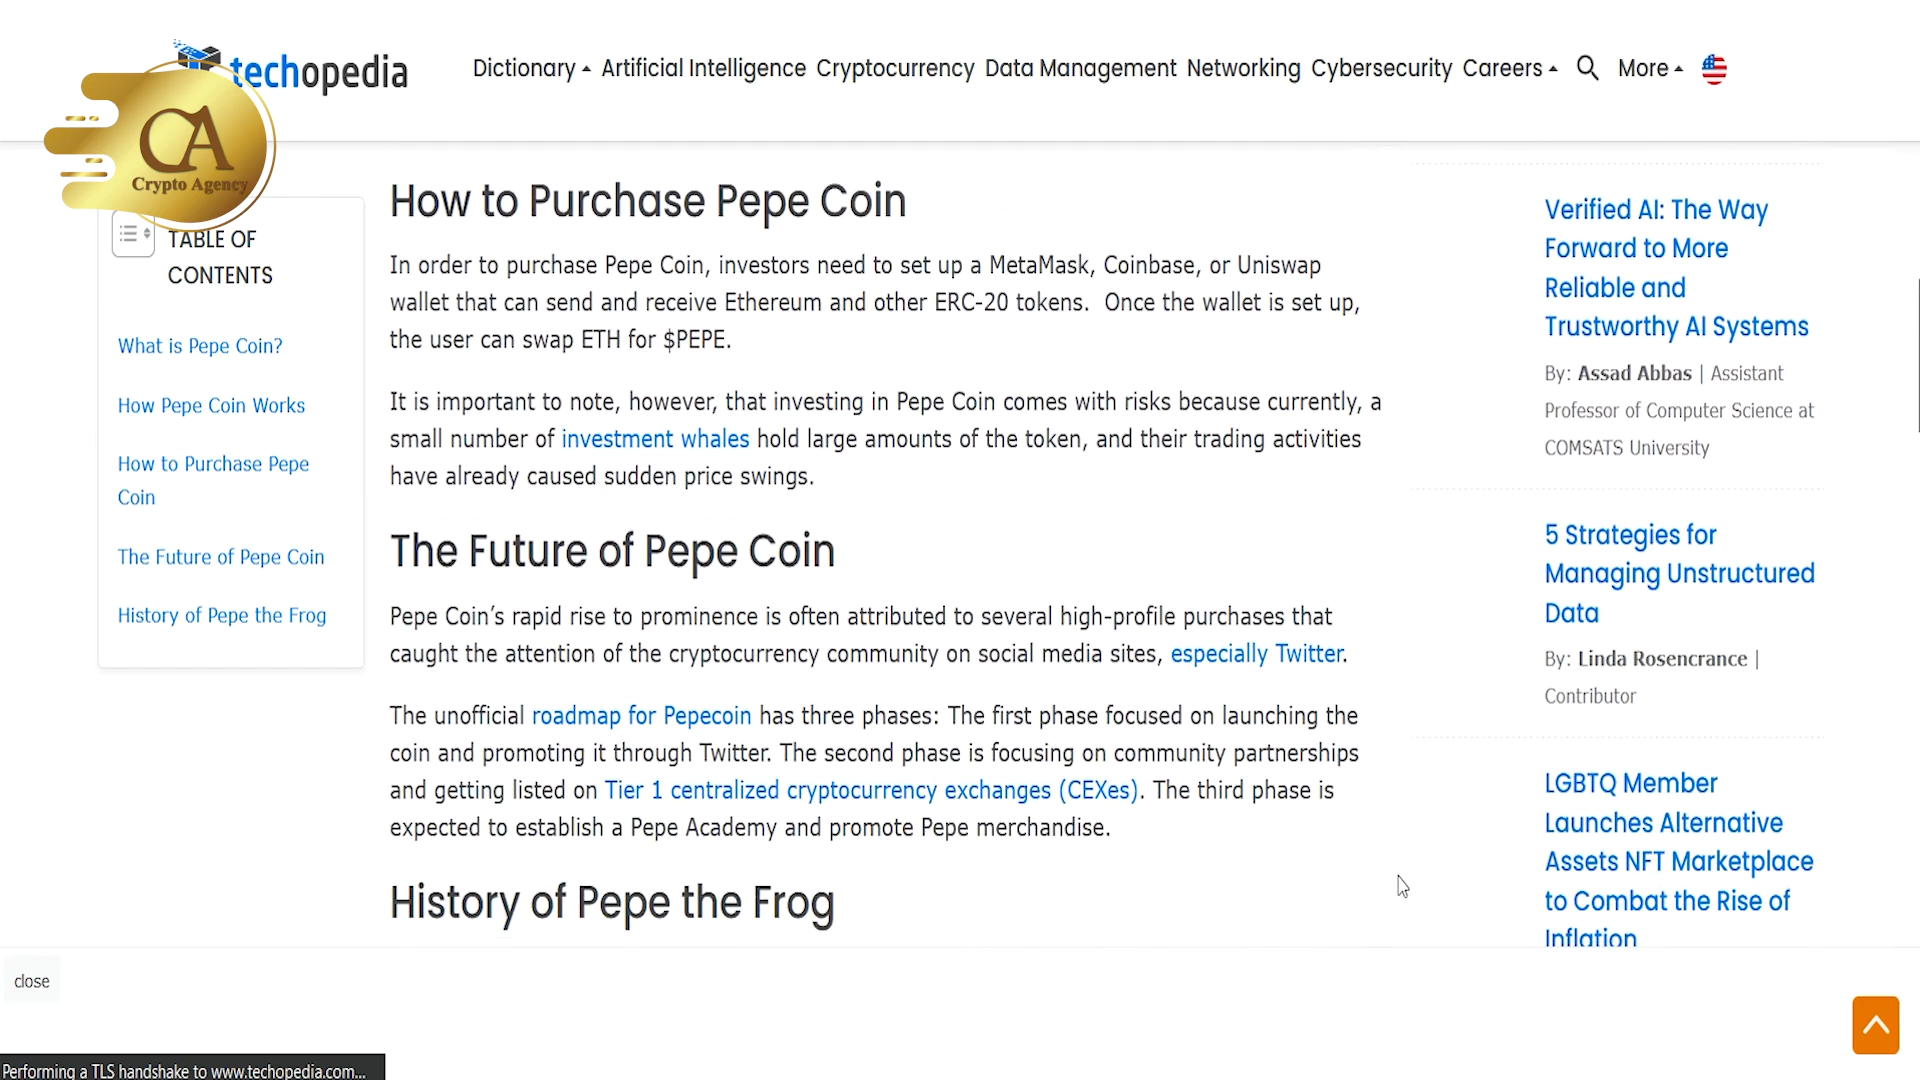 techopedia
Dictionary Artificial Intelligence Cryptocurrency Data Management Networking Cybersecurity Careers More
CA
Crypto Agency
TABLE OF
CONTENTS
What is Pepe Coin?
How Pepe Coin Works
How to Purchase Pepe
Coin
The Future of Pepe Coin
History of Pepe the Frog
How to Purchase Pepe Coin
In order to purchase Pepe Coin, investors need to set up a MetaMask, Coinbase, or Uniswap
wallet that can send and receive Ethereum and other ERC-20 tokens. Once the wallet is set up,
the user can swap ETH for $PEPE.
It is important to note, however, that investing in Pepe Coin comes with risks because currently, a
small number of investment whales hold large amounts of the token, and their trading activities
have already caused sudden price swings.
The Future of Pepe Coin
Pepe Coin’s rapid rise to prominence is often attributed to several high-profile purchases that
caught the attention of the cryptocurrency community on social media sites, especially Twitter.
The unofficial roadmap for Pepecoin has three phases: The first phase focused on launching the
coin and promoting it through Twitter. The second phase is focusing on community partnerships
and getting listed on Tier 1 centralized cryptocurrency exchanges (CEXes). The third phase is
expected to establish a Pepe Academy and promote Pepe merchandise.
History of Pepe the Frog
Verified AI: The Way
Forward to More
Reliable and
Trustworthy AI Systems
By: Assad Abbas | Assistant
Professor of Computer Science at
COMSATS University
5 Strategies for
Managing Unstructured
Data
By: Linda Rosencrance |
Contributor
LGBTQ Member
Launches Alternative
Assets NFT Marketplace
to Combat the Rise of
Inflation
close
Performing a TLS handshake to www.techopedia.com...